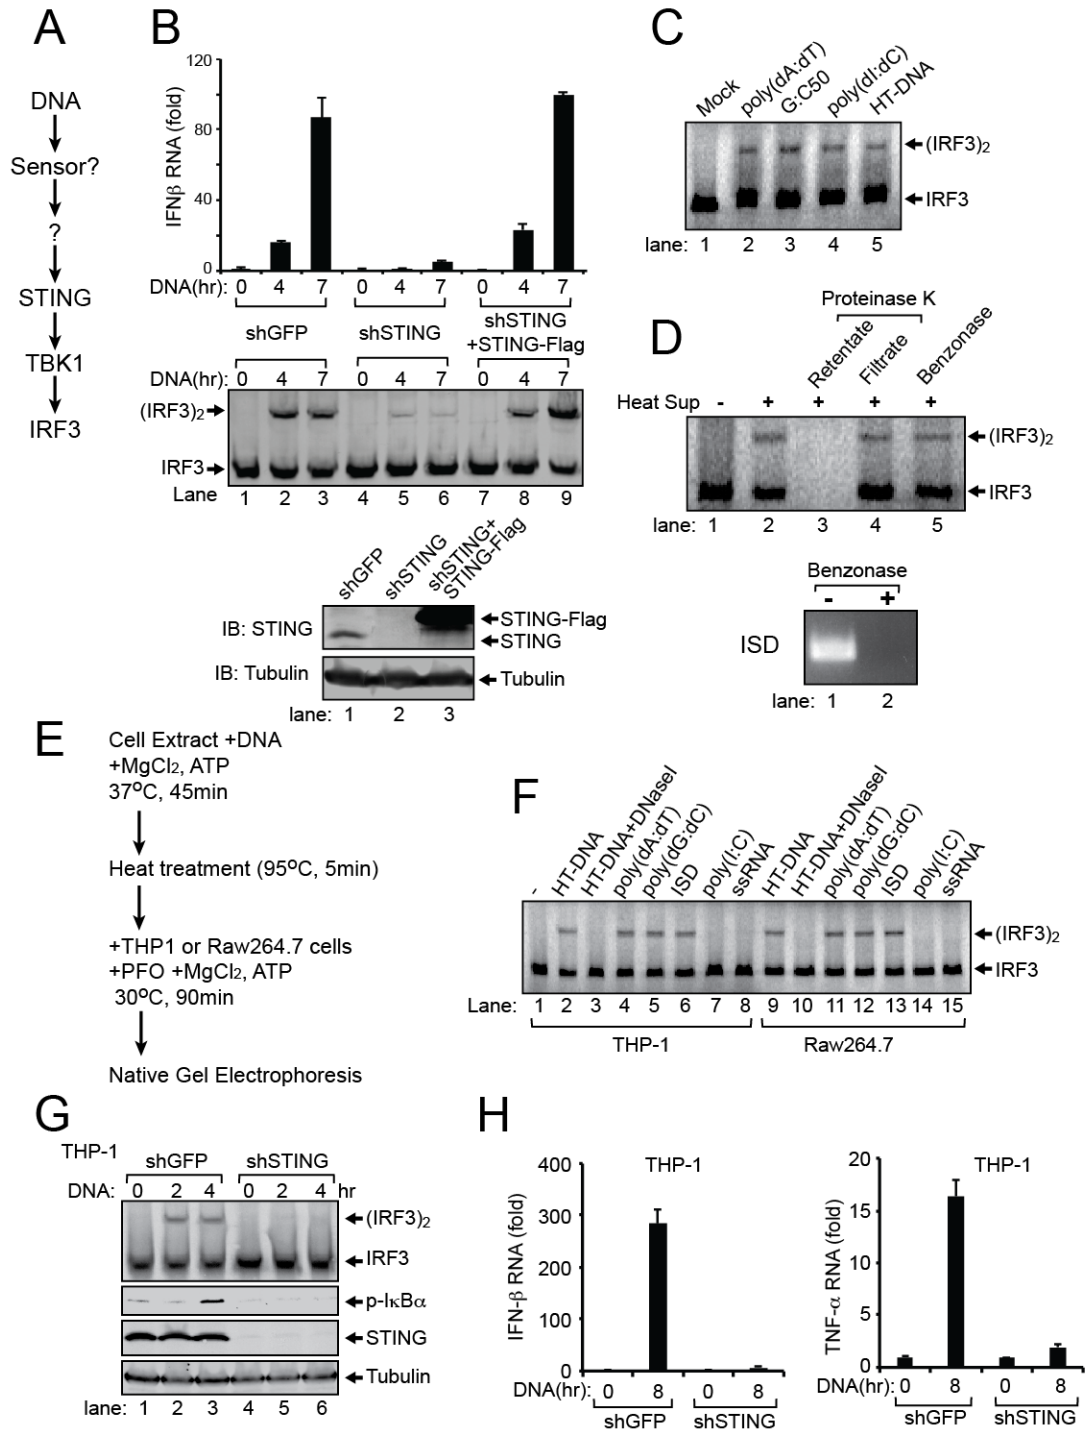 A
DNA
Sensor?
?
STING
TBK1
IRF3
B
IFNβ RNA (fold)
120
80
40
0
DNA(hr): 0 4 7 0 4 7 0 4 7
shGFP shSTING shSTING
+STING-Flag
DNA(hr): 0 4 7 0 4 7 0 4 7
(IRF3)2
IRF3
Lane 1 2 3 4 5 6 7 8 9
shGFP
shSTING
shSTING+
STING-Flag
IB: STING
STING-Flag
STING
IB: Tubulin
Tubulin
lane: 1 2 3
C
Mock
poly(dA:dT)
G:C50
poly(dI:dC)
HT-DNA
(IRF3)2
IRF3
lane: 1 2 3 4 5
D
Proteinase K
Retentate
Filtrate
Benzonase
Heat Sup - + + + +
(IRF3)2
IRF3
lane: 1 2 3 4 5
Benzonase
- +
ISD
lane: 1 2
E
Cell Extract +DNA
+MgCl2, ATP
37ºC, 45min
Heat treatment (95ºC, 5min)
+THP1 or Raw264.7 cells
+PFO +MgCl2, ATP
30ºC, 90min
Native Gel Electrophoresis
F
-
HT-DNA
HT-DNA+DNaseI
poly(dA:dT)
poly(dG:dC)
ISD
poly(I:C)
ssRNA
HT-DNA
HT-DNA+DNaseI
poly(dA:dT)
poly(dG:dC)
ISD
poly(I:C)
ssRNA
(IRF3)2
IRF3
Lane: 1 2 3 4 5 6 7 8 9 10 11 12 13 14 15
THP-1 Raw264.7
G
THP-1
shGFP shSTING
DNA: 0 2 4 0 2 4 hr
(IRF3)2
IRF3
p-IκBα
STING
Tubulin
lane: 1 2 3 4 5 6
H
THP-1
IFN-β RNA (fold)
400
300
200
100
0
DNA(hr): 0 8 0 8
shGFP shSTING
THP-1
TNF-α RNA (fold)
20
15
10
5
0
DNA(hr): 0 8 0 8
shGFP shSTING